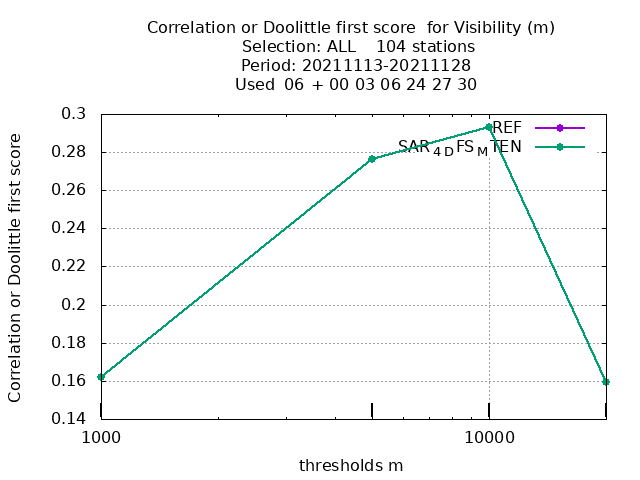 Correlation or Doolittle first score  for Visibility (m)
Selection: ALL    104 stations
Period: 20211113-20211128
Used  06 + 00 03 06 24 27 30
Correlation or Doolittle first score
0.3
0.28
0.26
0.24
0.22
0.2
0.18
0.16
0.14
REF
SAR4DFSMTEN
1000
10000
thresholds m